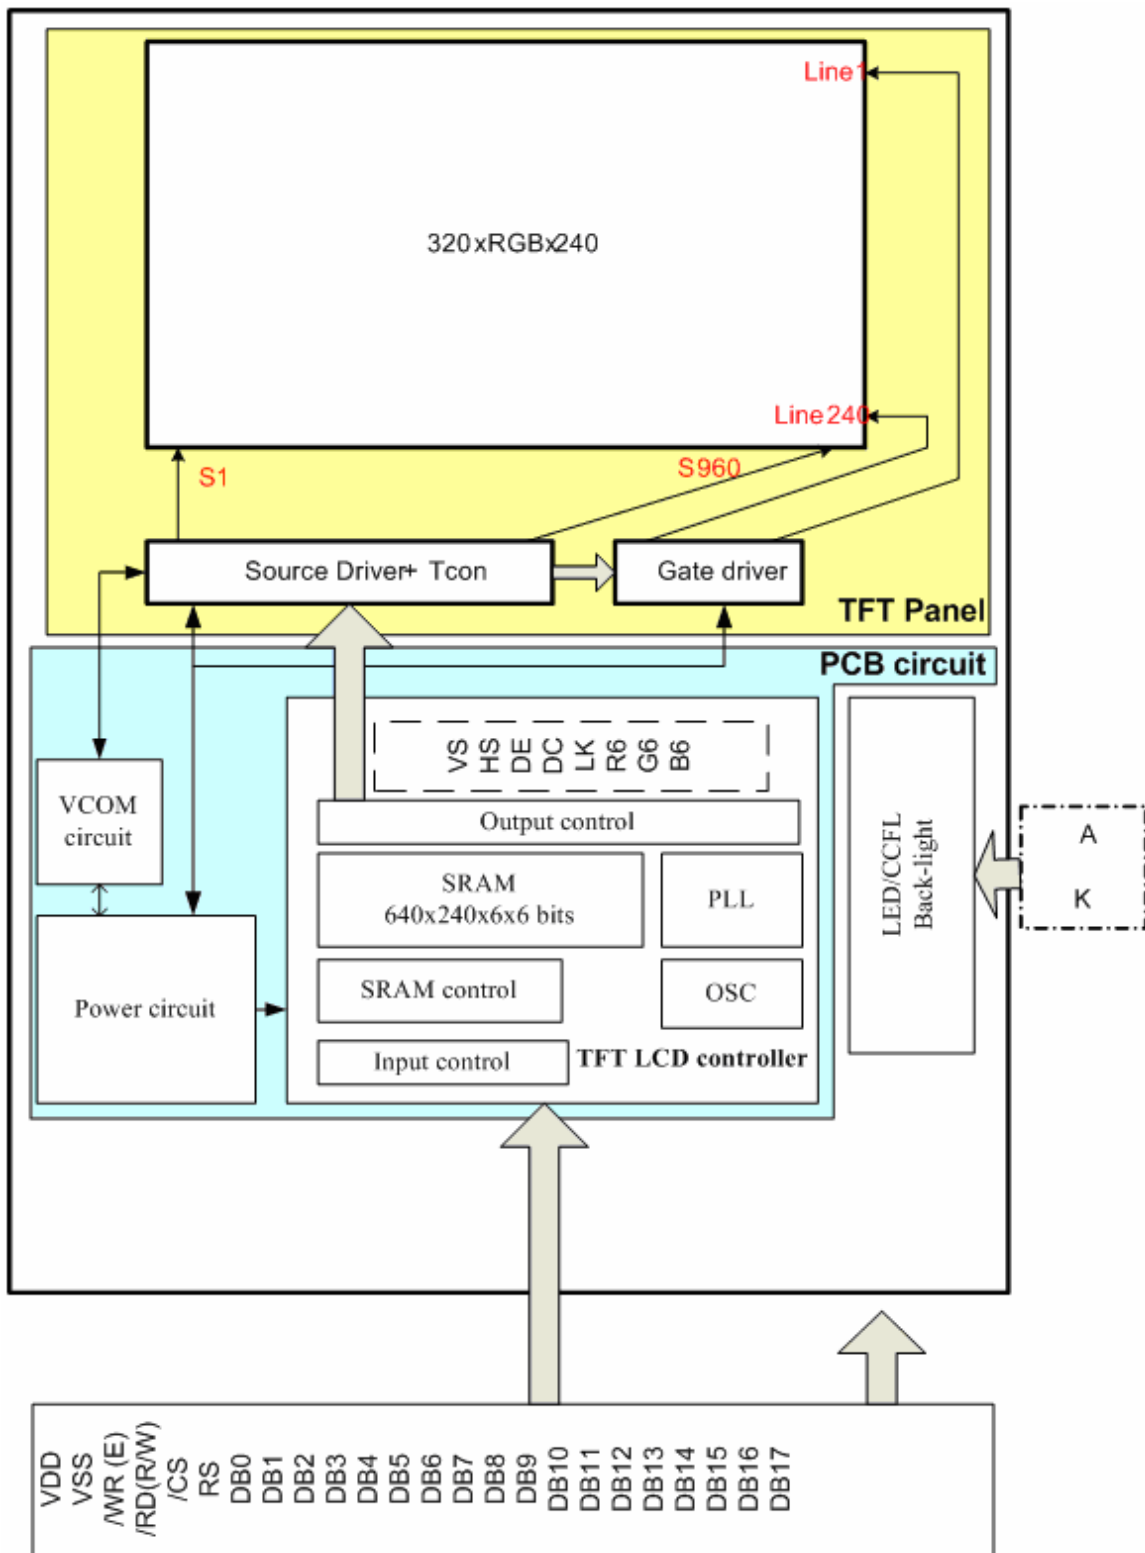 Line1
320xRGBx240
Line240
S1
S960
Source Driver+ Tcon
Gate driver
TFT Panel
PCB circuit
VS
HS
DE
DC
LK
R6
G6
B6
VCOM
circuit
Output control
SRAM
640x240x6x6 bits
PLL
LED/CCFL
Back-light
A
K
Power circuit
SRAM control
OSC
Input control
TFT LCD controller
VDD
VSS
/WR (E)
/RD(R/W)
/CS
RS
DB0
DB1
DB2
DB3
DB4
DB5
DB6
DB7
DB8
DB9
DB10
DB11
DB12
DB13
DB14
DB15
DB16
DB17